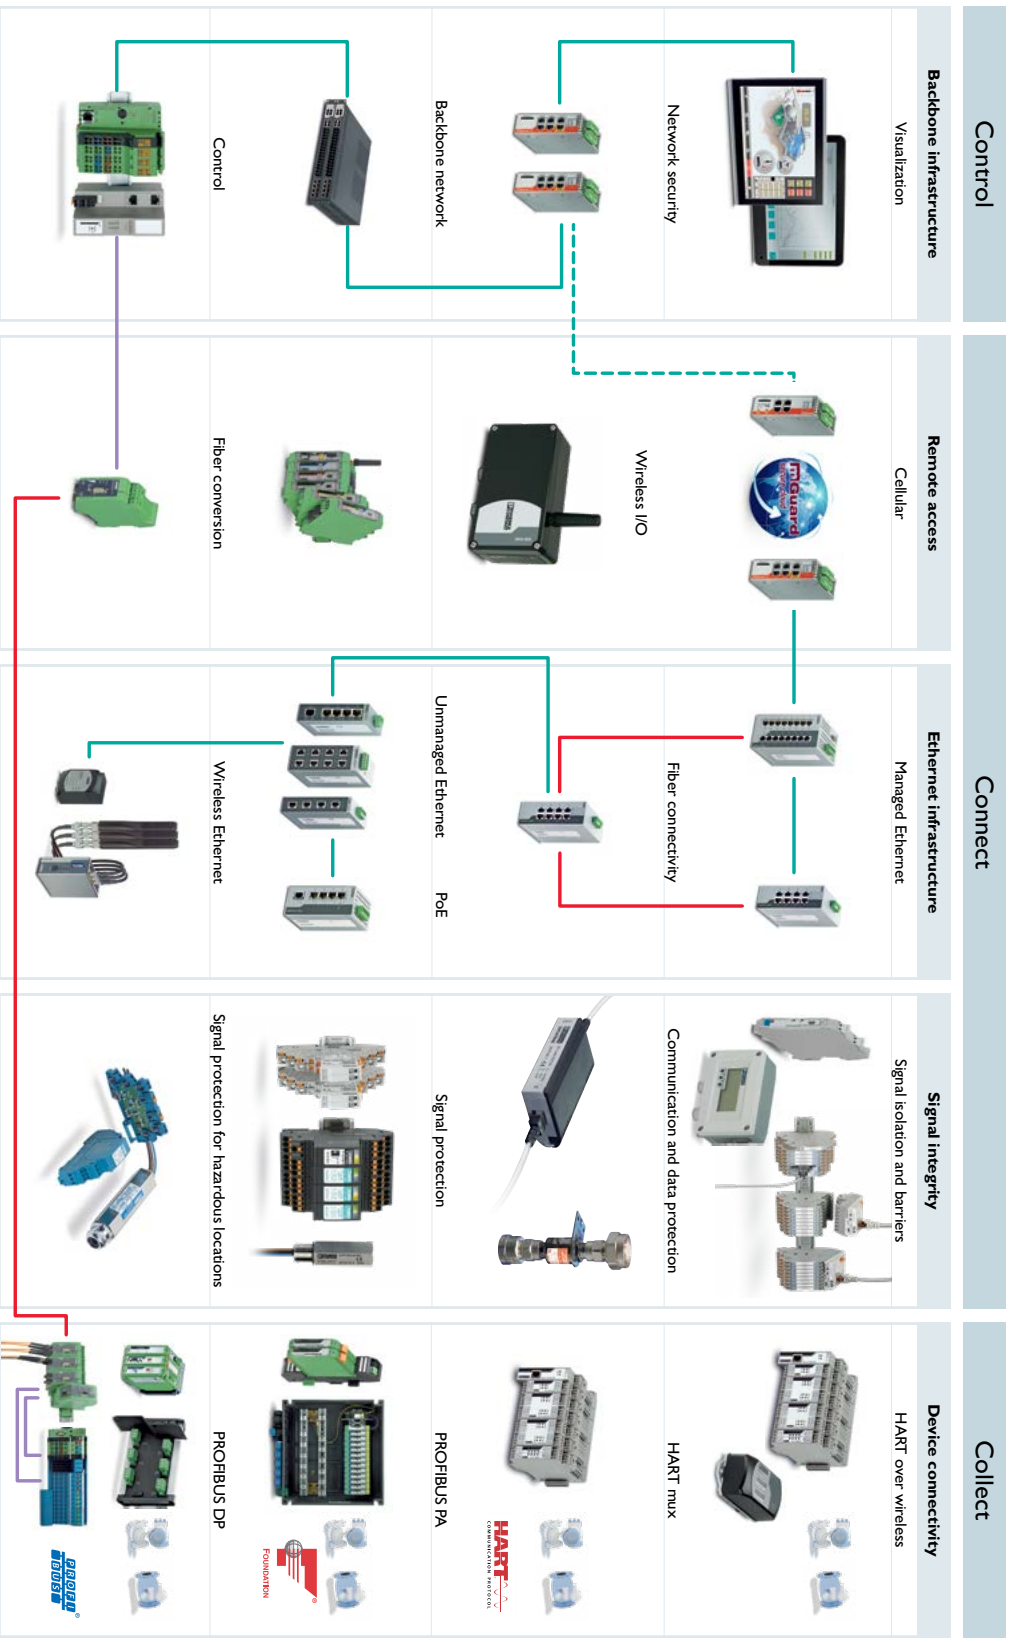 Control
Connect
Collect
Backbone infrastructure
Remote access
Ethernet infrastructure
Signal integrity
Device connectivity
Visualization
Cellular
Managed Ethernet
Signal isolation and barriers
HART over wireless
mGuard
Network security
Wireless I/O
Fiber connectivity
Communication and data protection
HART mux
HART
COMMUNICATION PROTOCOL
Backbone network
Unmanaged Ethernet
PoE
Signal protection
PROFIBUS PA
FOUNDATION
®
Control
Fiber conversion
Wireless Ethernet
Signal protection for hazardous locations
PROFIBUS DP
PROFI
BUS
®